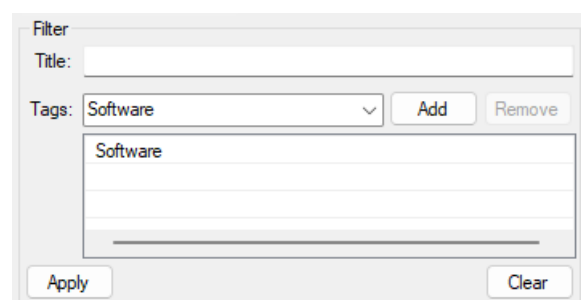 Filter
Title:
Tags: Software Add Remove
Software
Apply Clear